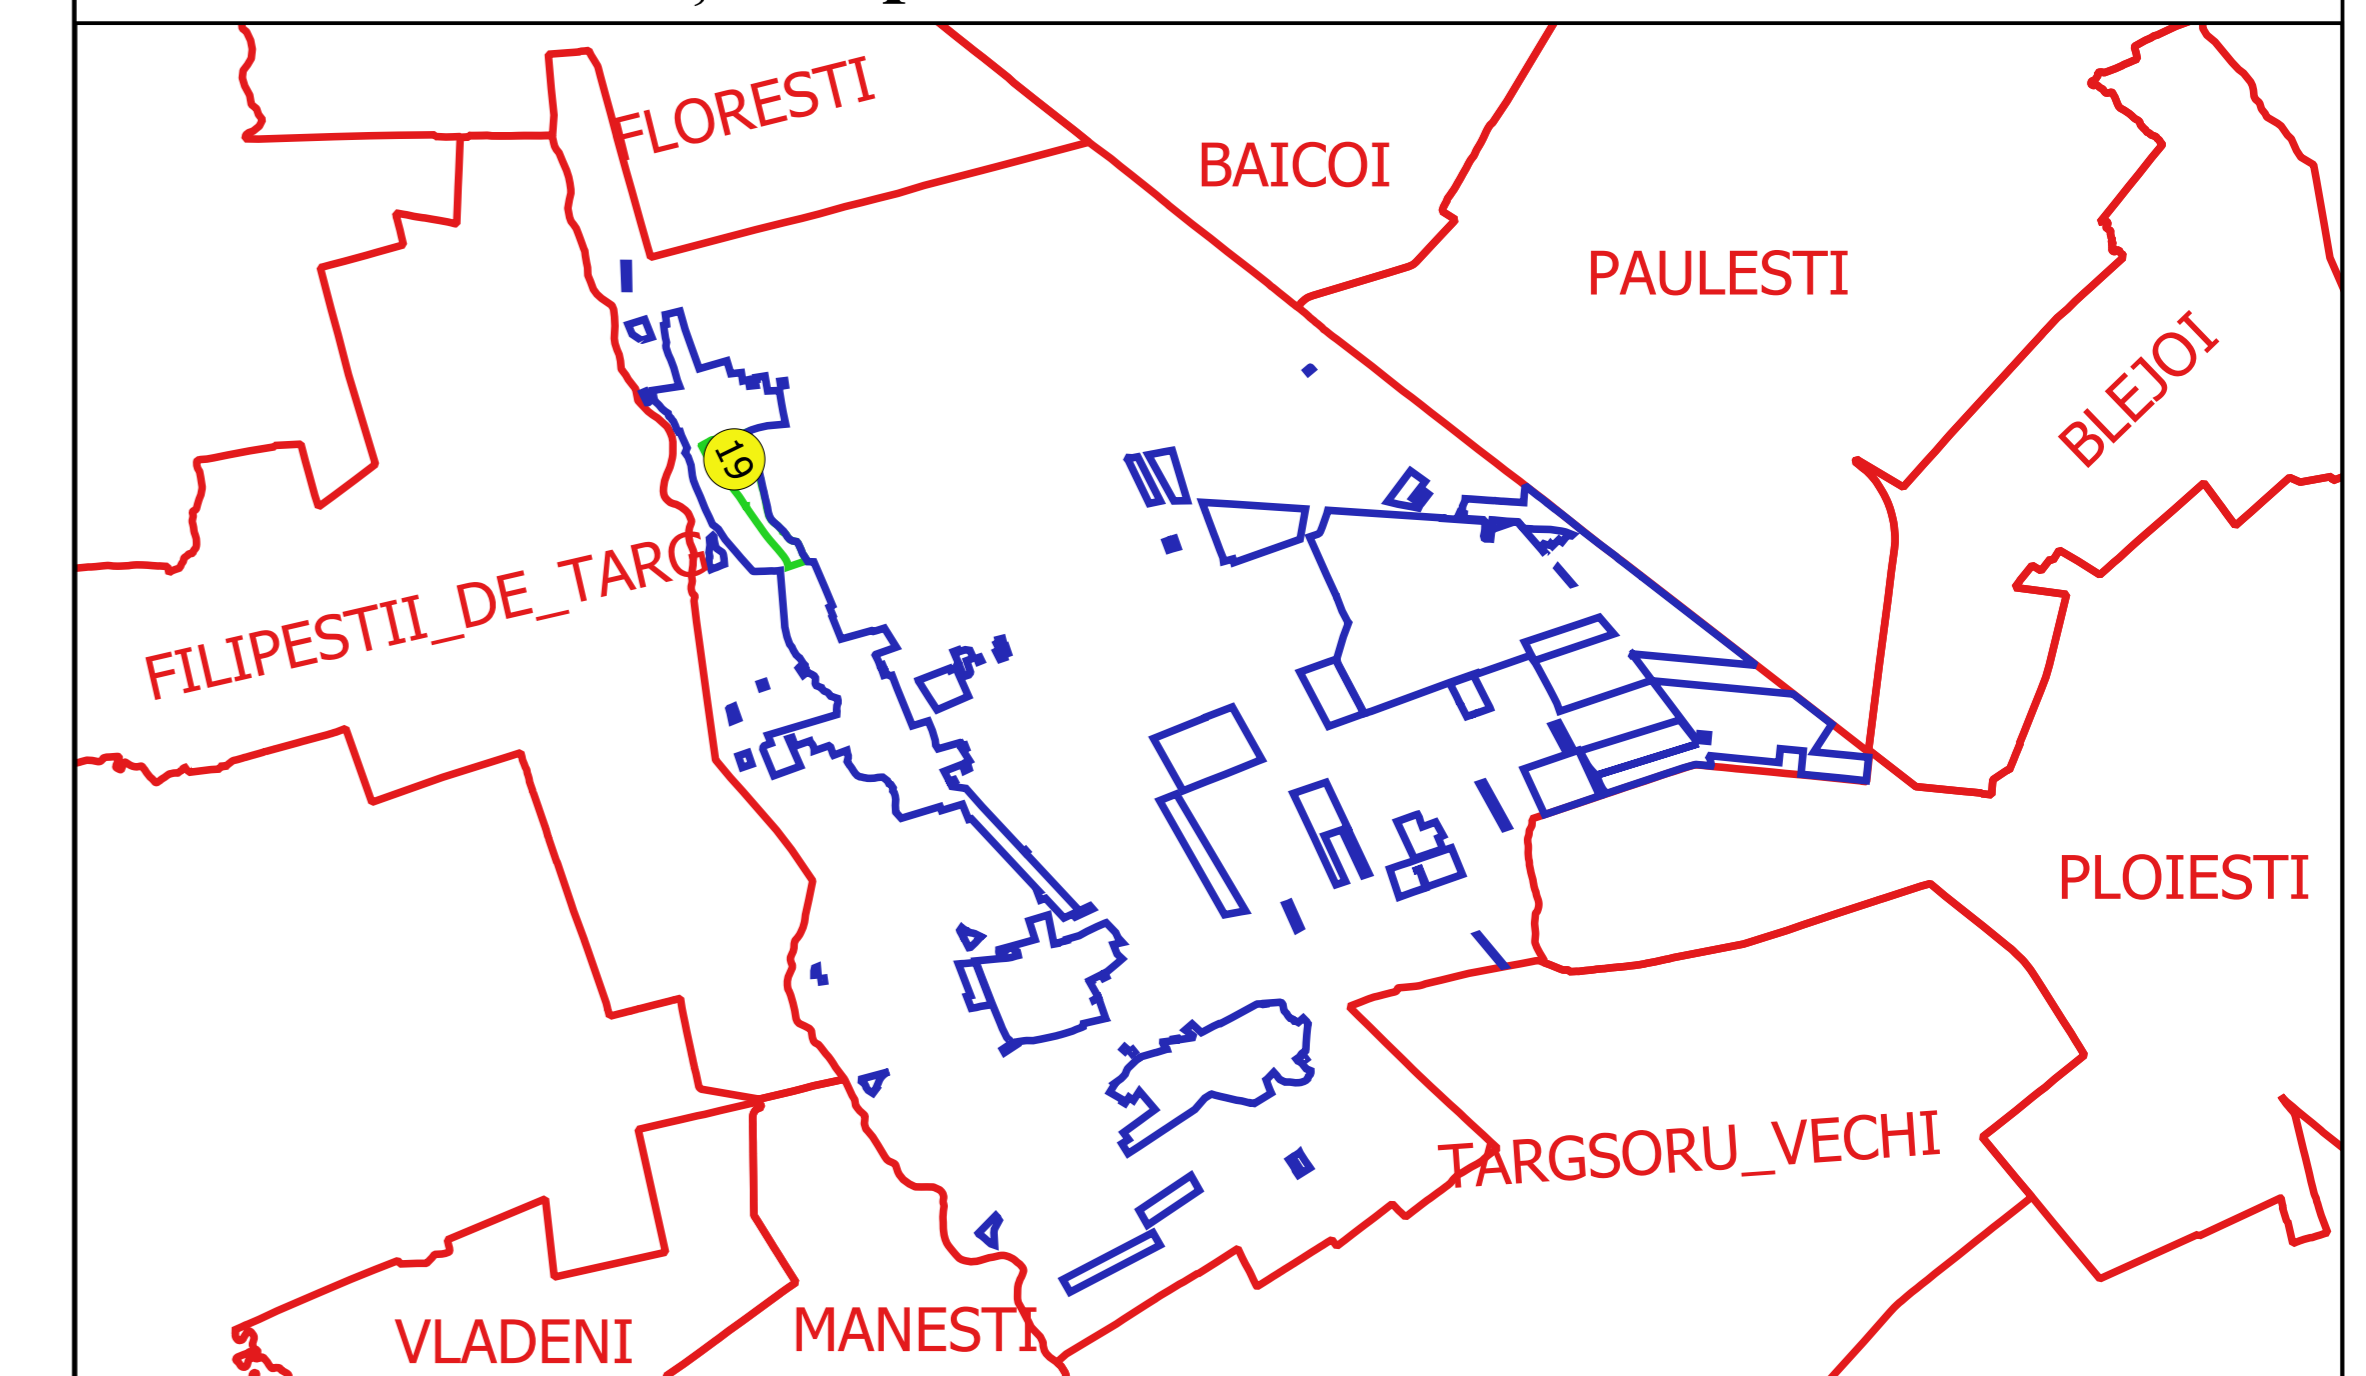 FLORESTI
BAICOI
PAULESTI
BLEJOI
19
FILIPESTII_DE_TARG
PLOIESTI
TARGSORU_VECHI
MANESTI
VLADENI